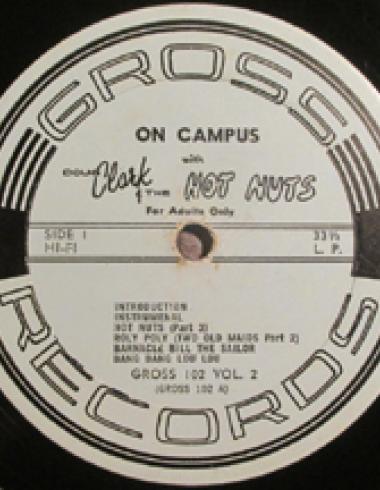 GROSS
ON CAMPUS
with
DOUG Clark & THE HOT NUTS
For Adults Only
SIDE 1 33⅓
HI-FI L. P.
INTRODUCTION
INSTRUMENTAL
HOT NUTS (Part 2)
ROLY POLY (TWO OLD MAIDS Part 2)
BARNACLE BILL THE SAILOR
BANG BANG LOU LOU
GROSS 102 VOL. 2
(GROSS 102 A)
RECORDS